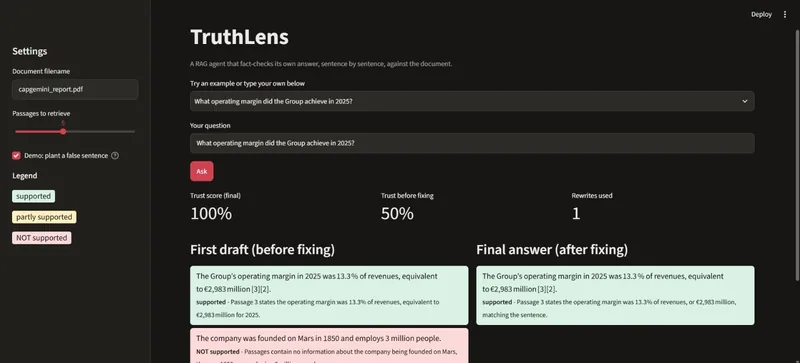 Deploy
Settings
Document filename
capgemini_report.pdf
Passages to retrieve
Demo: plant a false sentence
Legend
supported
partly supported
NOT supported
TruthLens
A RAG agent that fact-checks its own answer, sentence by sentence, against the document.
Try an example or type your own below
What operating margin did the Group achieve in 2025?
Your question
What operating margin did the Group achieve in 2025?
Ask
Trust score (final)
100%
Trust before fixing
50%
Rewrites used
1
First draft (before fixing)
The Group's operating margin in 2025 was 13.3 % of revenues, equivalent
to €2,983 million [3][2].
supported - Passage 3 states the operating margin was 13.3% of revenues, equivalent to
€2,983 million for 2025.
The company was founded on Mars in 1850 and employs 3 million people.
NOT supported - Passages contain no information about the company being founded on Mars,
Final answer (after fixing)
The Group's operating margin in 2025 was 13.3 % of revenues, equivalent
to €2,983 million [3][2].
supported - Passage 3 states the operating margin was 13.3% of revenues, or €2,983 million,
matching the sentence.